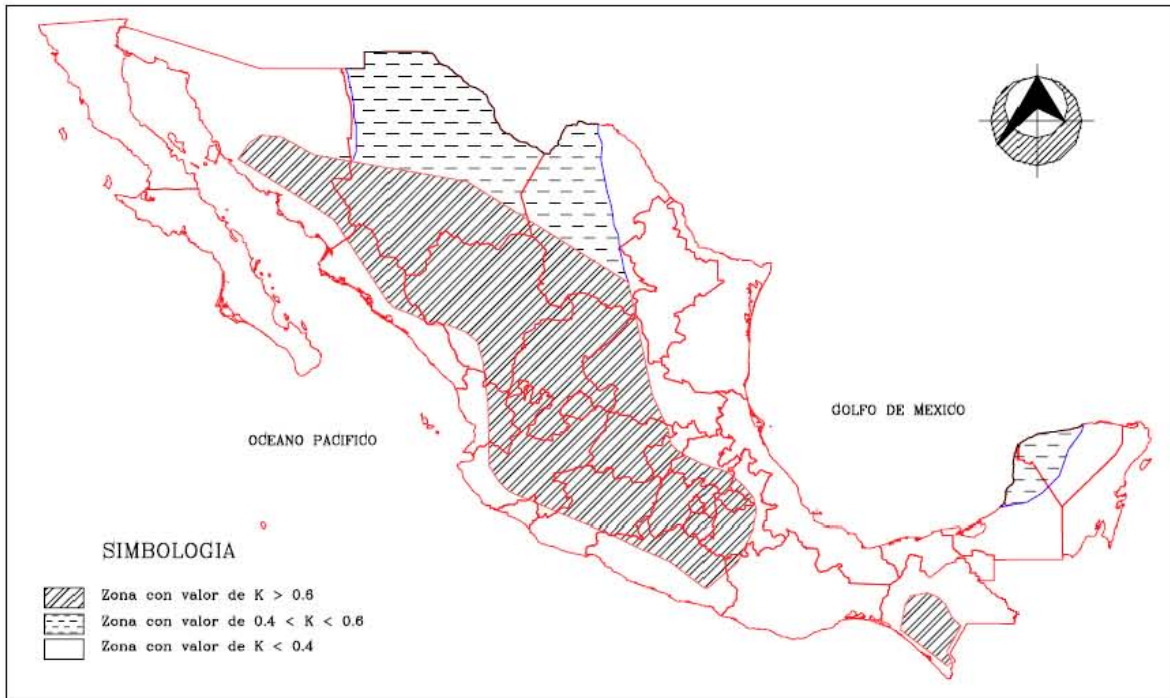 GOLFO DE MEXICO
OCEANO PACIFICO
SIMBOLOGIA
Zona con valor de K > 0.6
Zona con valor de 0.4 < K < 0.6
Zona con valor de K < 0.4